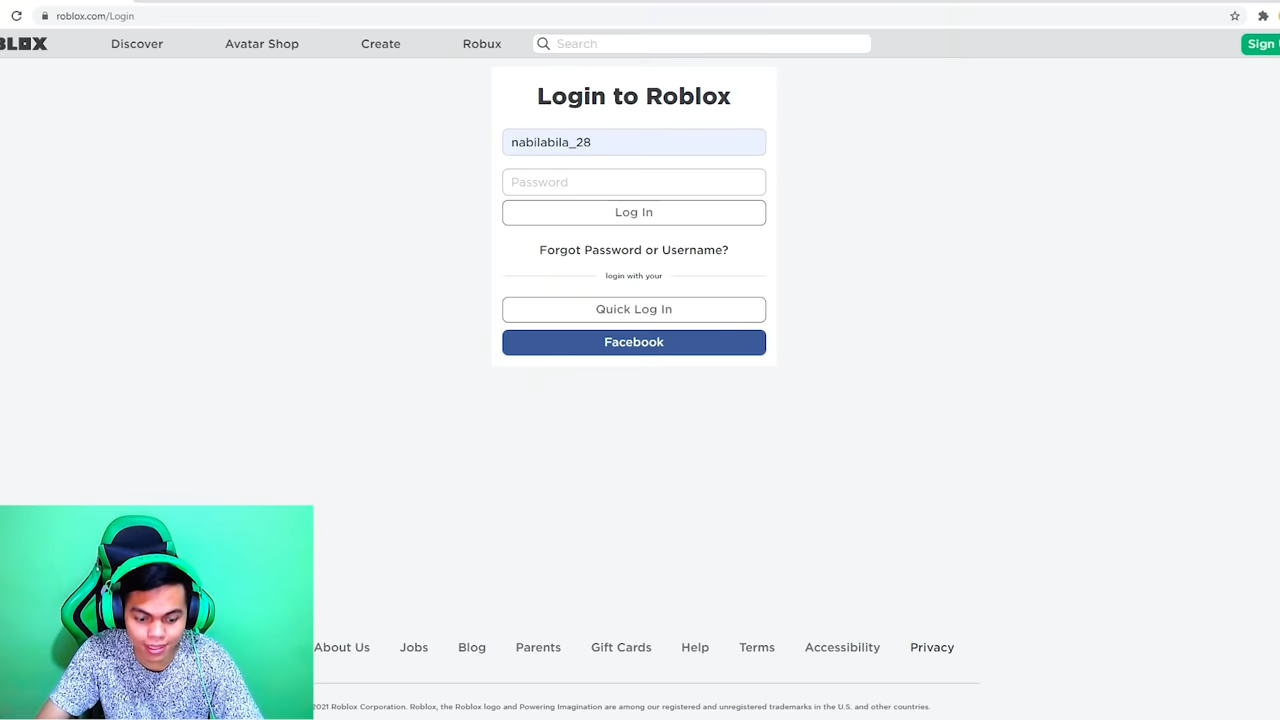 roblox.com/Login
BLOX
Discover
Avatar Shop
Create
Robux
Search
Sign
Login to Roblox
nabilabila_28
Password
Log In
Forgot Password or Username?
login with your
Quick Log In
Facebook
About Us
Jobs
Blog
Parents
Gift Cards
Help
Terms
Accessibility
Privacy
2021 Roblox Corporation. Roblox, the Roblox logo and Powering Imagination are among our registered and unregistered trademarks in the U.S. and other countries.